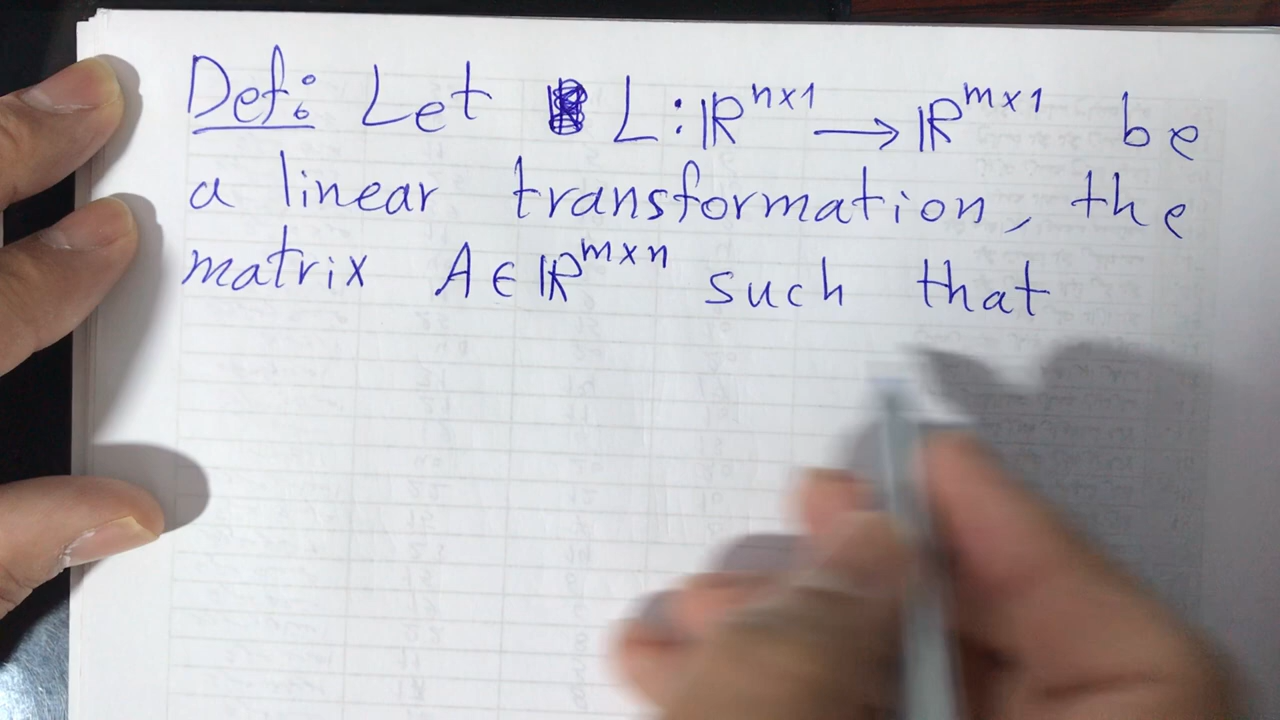 Def: Let L: ℝ^{n×1} → ℝ^{m×1} be
a linear transformation, the
matrix A ∈ ℝ^{m×n} such that